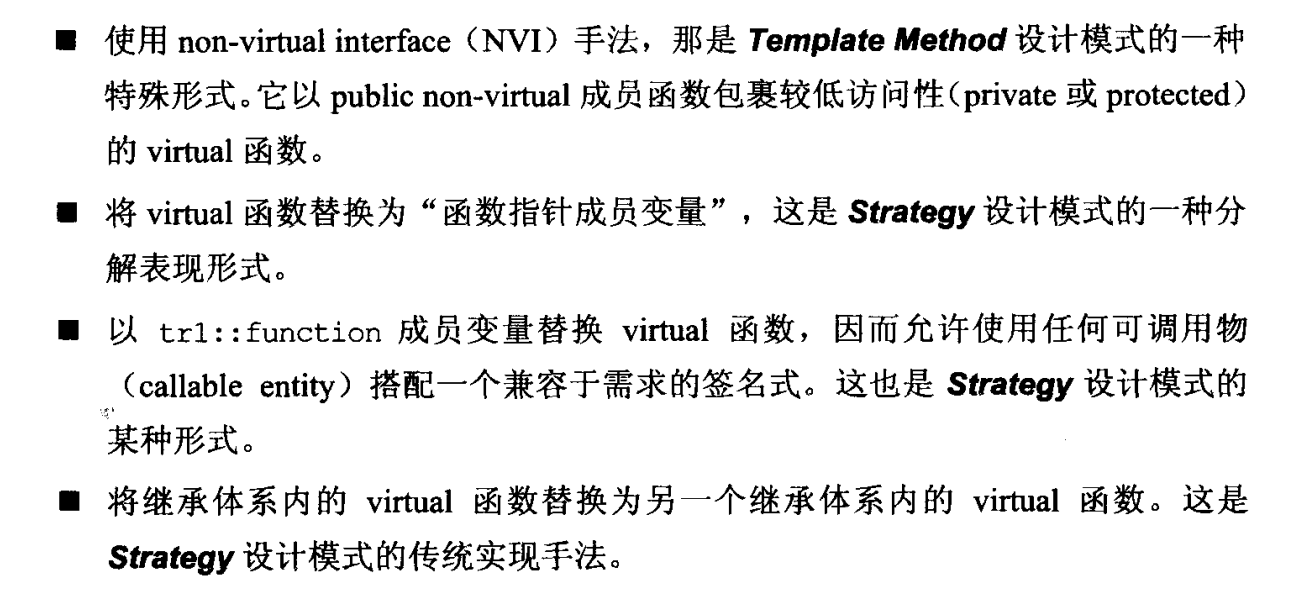 ■ 使用 non-virtual interface（NVI）手法，那是 Template Method 设计模式的一种
特殊形式。它以 public non-virtual 成员函数包裹较低访问性（private 或 protected）
的 virtual 函数。
■ 将 virtual 函数替换为“函数指针成员变量”，这是 Strategy 设计模式的一种分
解表现形式。
■ 以 tr1::function 成员变量替换 virtual 函数，因而允许使用任何可调用物
（callable entity）搭配一个兼容于需求的签名式。这也是 Strategy 设计模式的
某种形式。
■ 将继承体系内的 virtual 函数替换为另一个继承体系内的 virtual 函数。这是
Strategy 设计模式的传统实现手法。